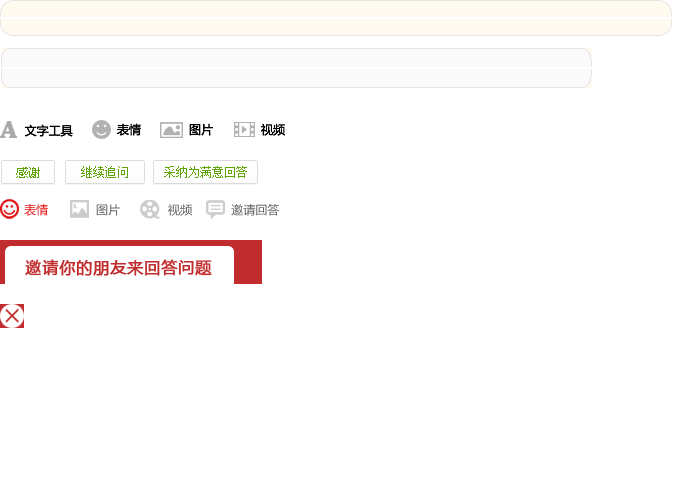 文字工具 表情 图片 视频
感谢 继续追问 采纳为满意回答
表情 图片 视频 邀请回答
邀请你的朋友来回答问题